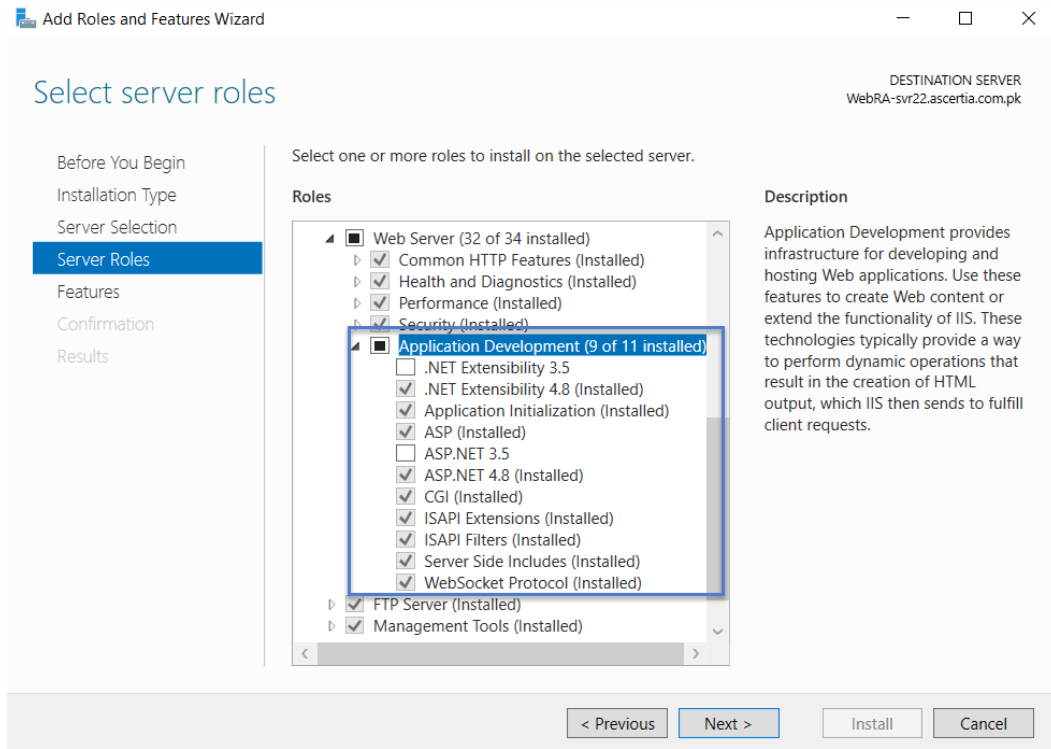 Add Roles and Features Wizard
Select server roles
DESTINATION SERVER
WebRA-svr22.ascertia.com.pk
Before You Begin
Installation Type
Server Selection
Server Roles
Features
Confirmation
Results
Select one or more roles to install on the selected server.
Roles
Web Server (32 of 34 installed)
Common HTTP Features (Installed)
Health and Diagnostics (Installed)
Performance (Installed)
Security (Installed)
Application Development (9 of 11 installed)
.NET Extensibility 3.5
.NET Extensibility 4.8 (Installed)
Application Initialization (Installed)
ASP (Installed)
ASP.NET 3.5
ASP.NET 4.8 (Installed)
CGI (Installed)
ISAPI Extensions (Installed)
ISAPI Filters (Installed)
Server Side Includes (Installed)
WebSocket Protocol (Installed)
FTP Server (Installed)
Management Tools (Installed)
Description
Application Development provides
infrastructure for developing and
hosting Web applications. Use these
features to create Web content or
extend the functionality of IIS. These
technologies typically provide a way
to perform dynamic operations that
result in the creation of HTML
output, which IIS then sends to fulfill
client requests.
< Previous
Next >
Install
Cancel